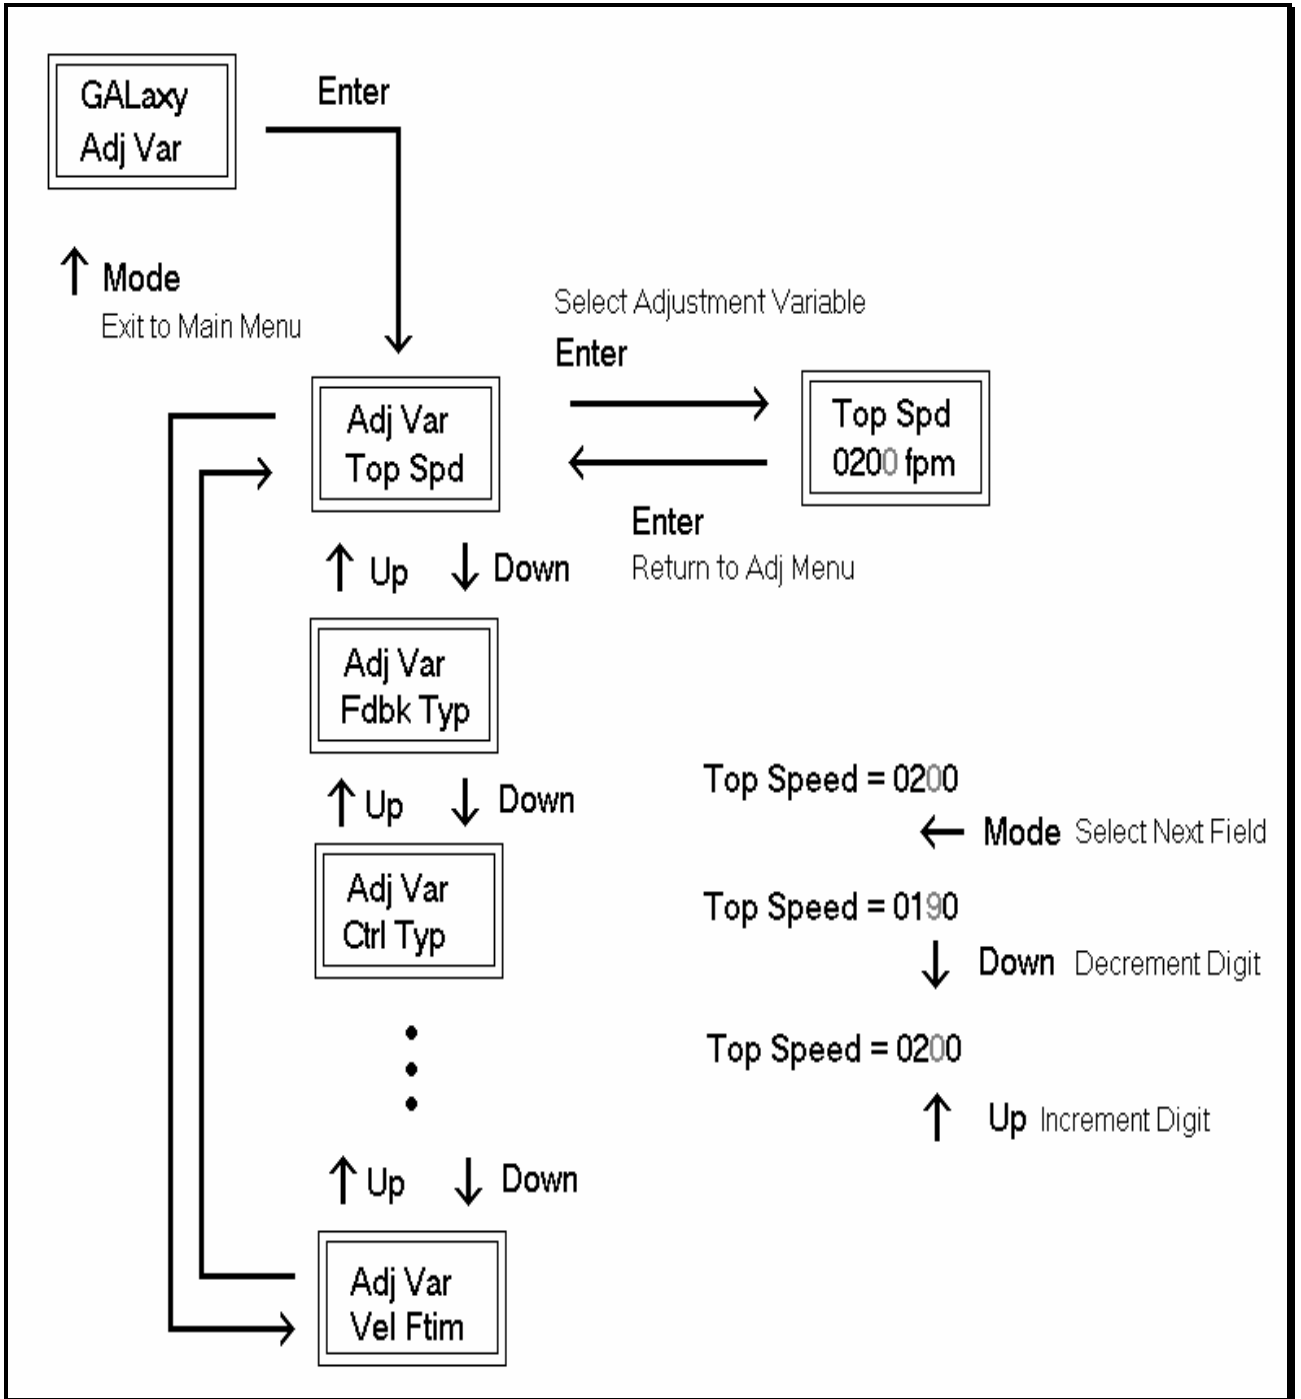 GALaxy
Adj Var
Enter
Mode
Exit to Main Menu
Select Adjustment Variable
Enter
Adj Var
Top Spd
Top Spd
0200 fpm
Enter
Return to Adj Menu
Up
Down
Adj Var
Fdbk Typ
Up
Down
Adj Var
Ctrl Typ
Top Speed = 0200
Mode Select Next Field
Top Speed = 0190
Down Decrement Digit
Top Speed = 0200
Up Increment Digit
Up
Down
Adj Var
Vel Ftim